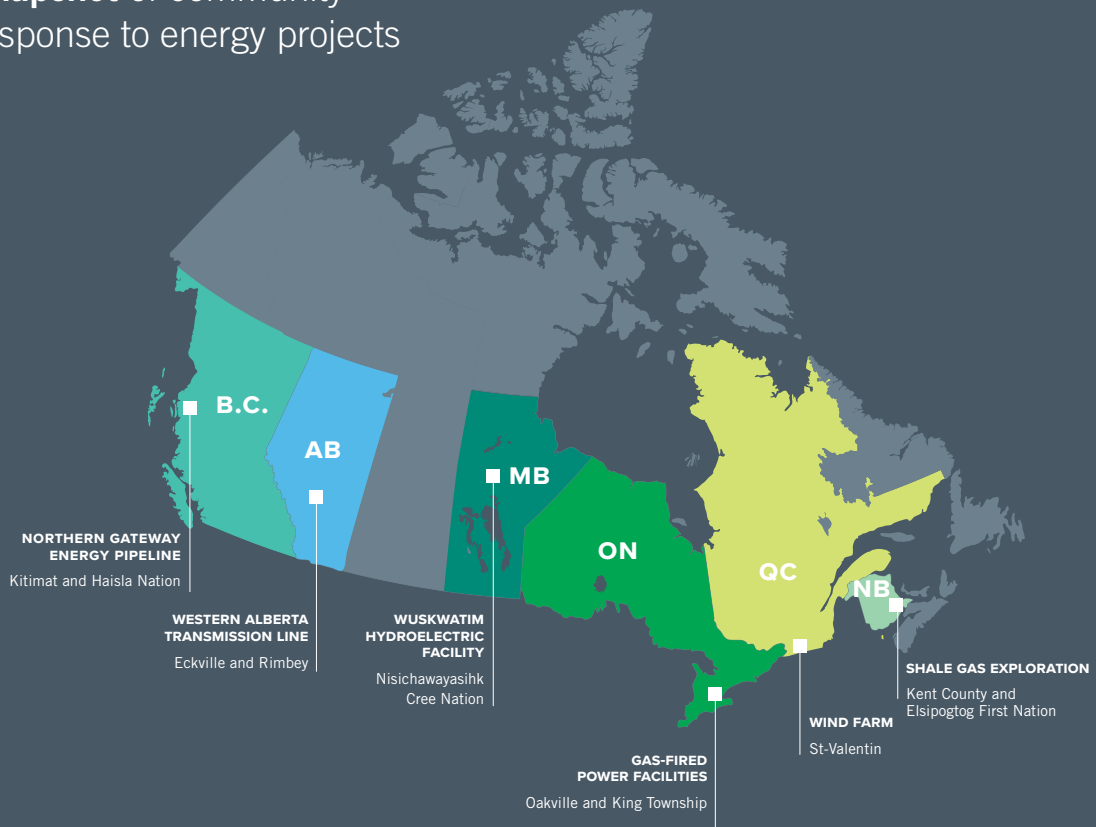 sponse to energy projects
B.C.
AB
MB
ON
QC
NB
NORTHERN GATEWAY
ENERGY PIPELINE
Kitimat and Haisla Nation
WESTERN ALBERTA
TRANSMISSION LINE
Eckville and Rimbey
WUSKWATIM
HYDROELECTRIC
FACILITY
Nisichawayasihk
Cree Nation
GAS-FIRED
POWER FACILITIES
Oakville and King Township
WIND FARM
St-Valentin
SHALE GAS EXPLORATION
Kent County and
Elsipogtog First Nation